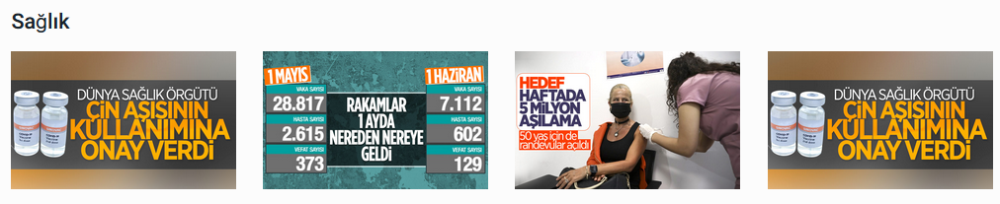 Sağlık
DÜNYA SAĞLIK ÖRGÜTÜ
ÇİN AŞISININ
KULLANIMINA
ONAY VERDİ
1 MAYIS
VAKA SAYISI
28.817
HASTA SAYISI
2.615
VEFAT SAYISI
373
RAKAMLAR
1 AYDA
NEREDEN NEREYE
GELDİ
1 HAZİRAN
VAKA SAYISI
7.112
HASTA SAYISI
602
VEFAT SAYISI
129
HEDEF
HAFTADA
5 MİLYON
AŞILAMA
50 yaş için de
randevular açıldı
DÜNYA SAĞLIK ÖRGÜTÜ
ÇİN AŞISININ
KULLANIMINA
ONAY VERDİ